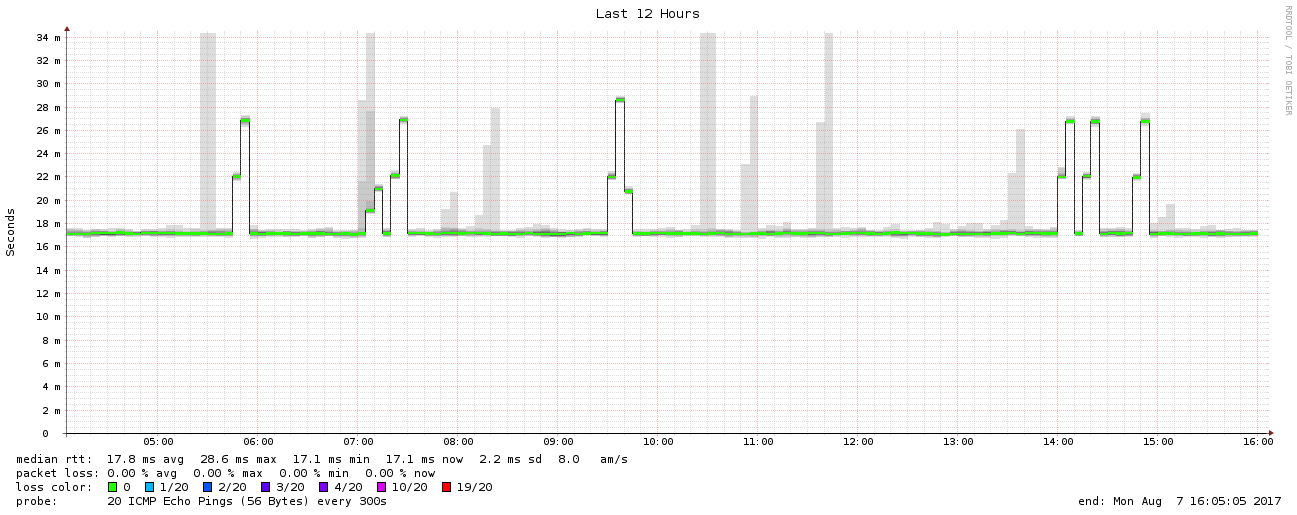 Last 12 Hours
RRDTOOL / TOBI OETIKER
Seconds
34 m
32 m
30 m
28 m
26 m
24 m
22 m
20 m
18 m
16 m
14 m
12 m
10 m
8 m
6 m
4 m
2 m
0
05:00 06:00 07:00 08:00 09:00 10:00 11:00 12:00 13:00 14:00 15:00 16:00
median rtt: 17.8 ms avg 28.6 ms max 17.1 ms min 17.1 ms now 2.2 ms sd 8.0 am/s
packet loss: 0.00 % avg 0.00 % max 0.00 % min 0.00 % now
loss color: 0 1/20 2/20 3/20 4/20 10/20 19/20
probe: 20 ICMP Echo Pings (56 Bytes) every 300s end: Mon Aug 7 16:05:05 2017